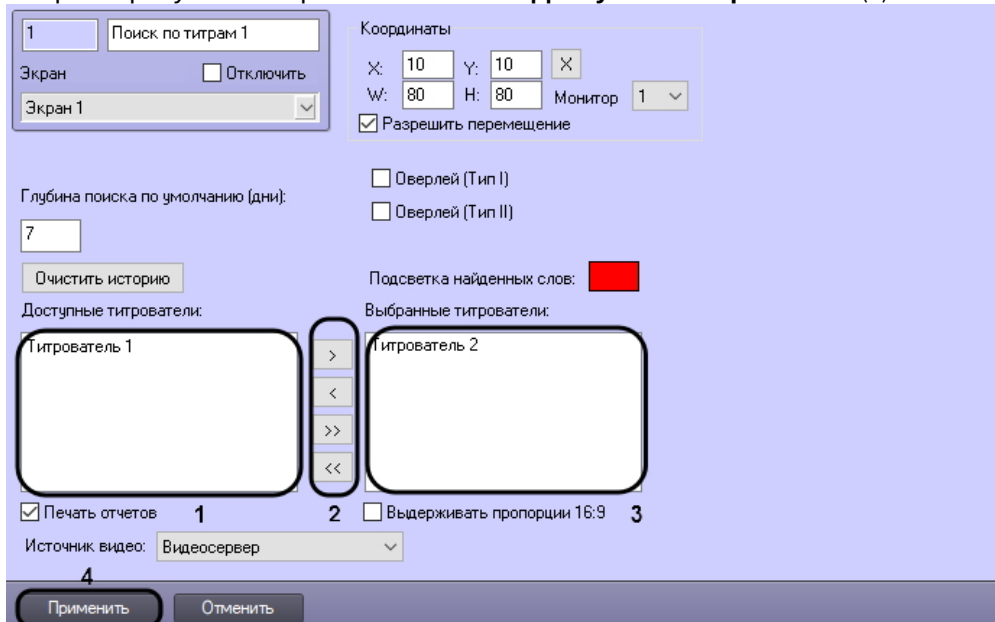 1 Поиск по титрам 1
Экран Отключить
Экран 1
Координаты
X: 10 Y: 10 X
W: 80 H: 80 Монитор 1
Разрешить перемещение
Оверлей (Тип I)
Оверлей (Тип II)
Глубина поиска по умолчанию (дни):
7
Очистить историю
Подсветка найденных слов:
Доступные титрователи:
Выбранные титрователи:
Титрователь 1
Титрователь 2
>
<
>>
<<
Печать отчетов 1 2 Выдерживать пропорции 16:9 3
Источник видео: Видеосервер
4
Применить Отменить